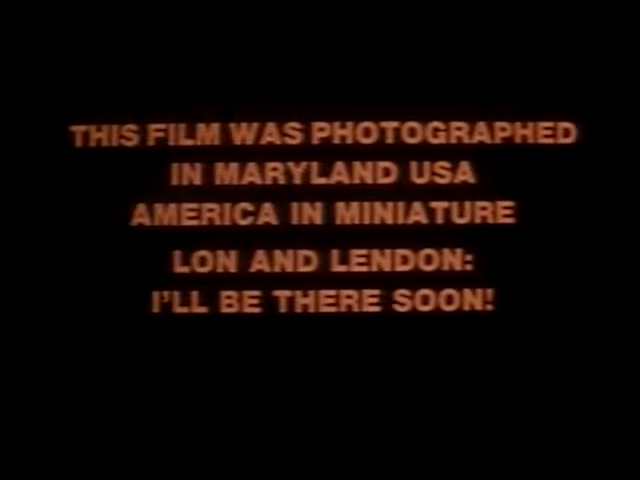 THIS FILM WAS PHOTOGRAPHED
IN MARYLAND USA
AMERICA IN MINIATURE
LON AND LENDON:
I'LL BE THERE SOON!